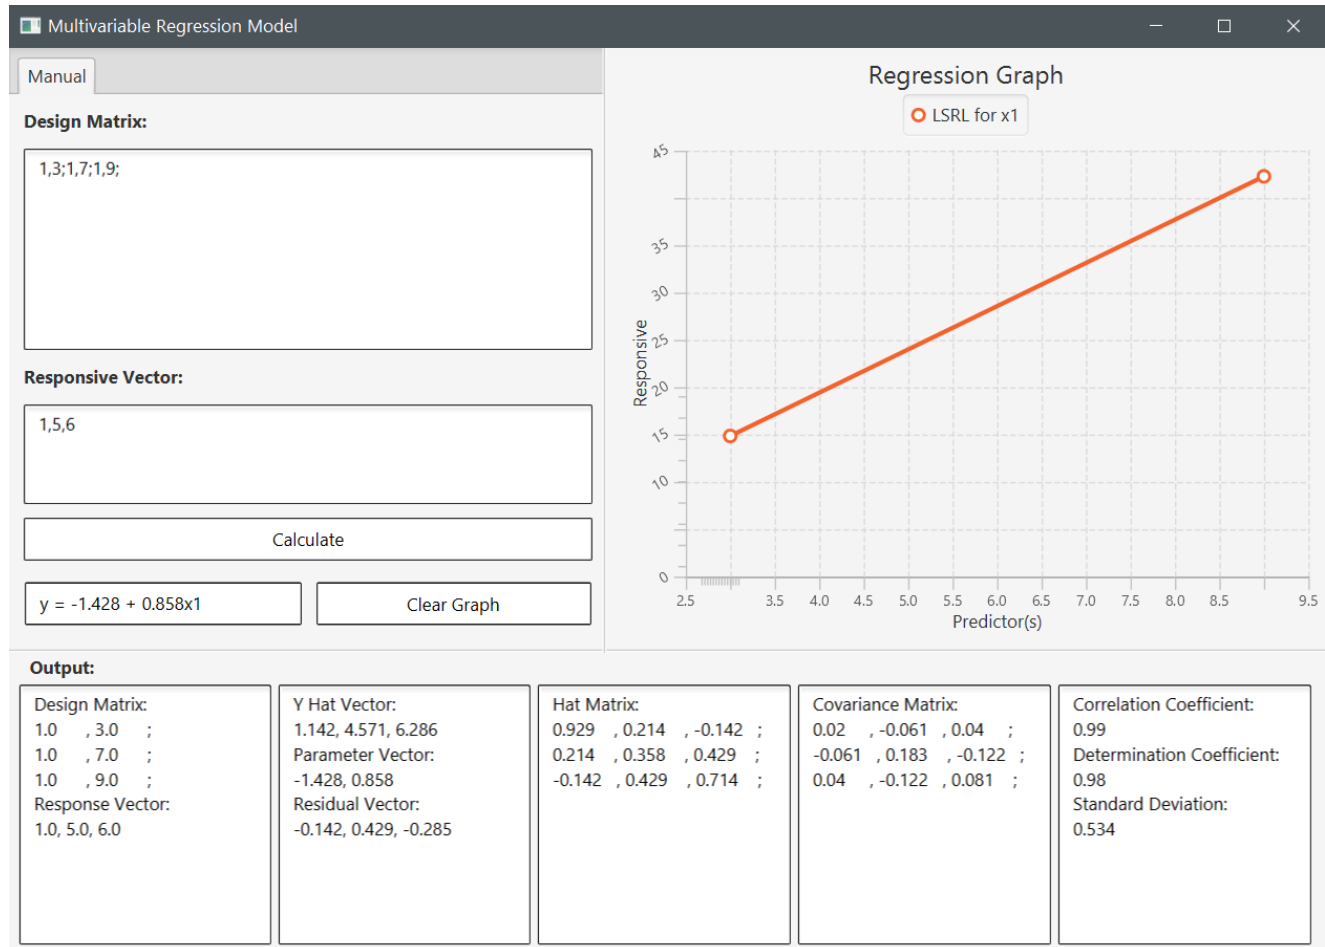 Multivariable Regression Model
Manual
Design Matrix:
1,3;1,7;1,9;
Responsive Vector:
1,5,6
Calculate
y = -1.428 + 0.858x1
Clear Graph
Regression Graph
LSRL for x1
Responsive
45
35
30
25
20
15
10
0
2.5 3.5 4.0 4.5 5.0 5.5 6.0 6.5 7.0 7.5 8.0 8.5 9.5
Predictor(s)
Output:
Design Matrix:
1.0 , 3.0 ;
1.0 , 7.0 ;
1.0 , 9.0 ;
Response Vector:
1.0, 5.0, 6.0
Y Hat Vector:
1.142, 4.571, 6.286
Parameter Vector:
-1.428, 0.858
Residual Vector:
-0.142, 0.429, -0.285
Hat Matrix:
0.929 , 0.214 , -0.142 ;
0.214 , 0.358 , 0.429 ;
-0.142 , 0.429 , 0.714 ;
Covariance Matrix:
0.02 , -0.061 , 0.04 ;
-0.061 , 0.183 , -0.122 ;
0.04 , -0.122 , 0.081 ;
Correlation Coefficient:
0.99
Determination Coefficient:
0.98
Standard Deviation:
0.534